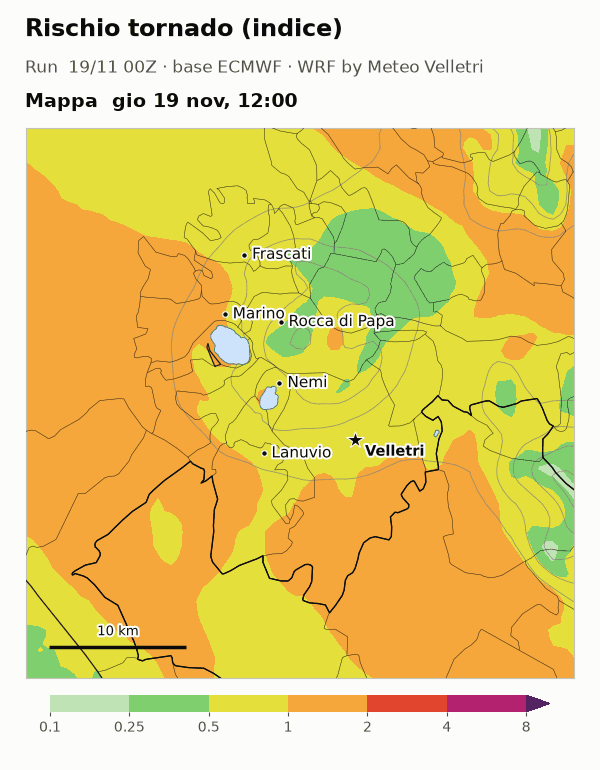 Rischio tornado (indice)
Run  19/11 00Z · base ECMWF · WRF by Meteo Velletri
Mappa  gio 19 nov, 12:00
Frascati
Marino
Rocca di Papa
Nemi
Velletri
Lanuvio
10 km
0.1 0.25 0.5 1 2 4 8